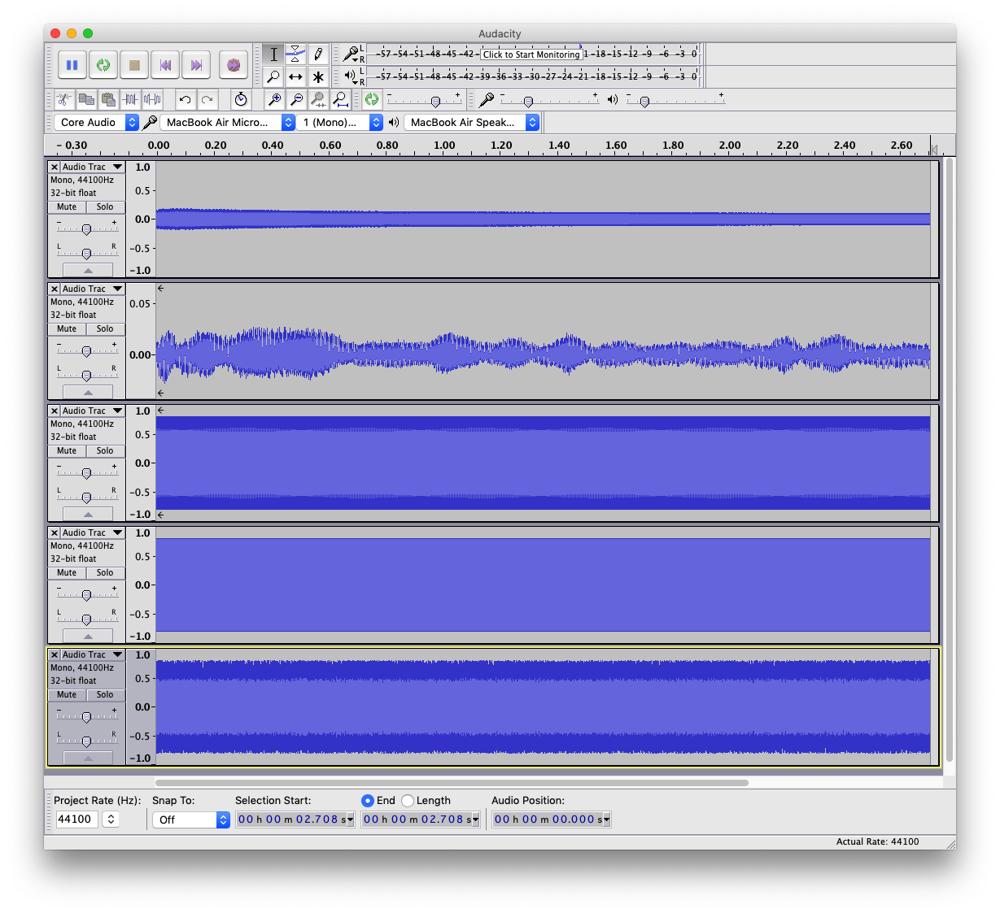 Audacity
L
R
-57 -54 -51 -48 -45 -42 - Click to Start Monitoring 1 -18 -15 -12 -9 -6 -3 0
L
R
-57 -54 -51 -48 -45 -42 -39 -36 -33 -30 -27 -24 -21 -18 -15 -12 -9 -6 -3 0
- + - + - +
Core Audio MacBook Air Micro... 1 (Mono)... MacBook Air Speak...
- 0.30 0.00 0.20 0.40 0.60 0.80 1.00 1.20 1.40 1.60 1.80 2.00 2.20 2.40 2.60
× Audio Trac 1.0
Mono, 44100Hz
32-bit float 0.5-
Mute Solo
- + 0.0-
L R -0.5-
-1.0
× Audio Trac
Mono, 44100Hz 0.05-
32-bit float
Mute Solo
- + 0.00-
L R
× Audio Trac 1.0
Mono, 44100Hz
32-bit float 0.5-
Mute Solo
- + 0.0-
L R -0.5-
-1.0
× Audio Trac 1.0
Mono, 44100Hz
32-bit float 0.5-
Mute Solo
- + 0.0-
L R -0.5-
-1.0
× Audio Trac 1.0
Mono, 44100Hz
32-bit float 0.5-
Mute Solo
- + 0.0-
L R -0.5-
-1.0
Project Rate (Hz): Snap To: Selection Start: End Length Audio Position:
44100 Off 00 h 00 m 02.708 s 00 h 00 m 02.708 s 00 h 00 m 00.000 s
Actual Rate: 44100